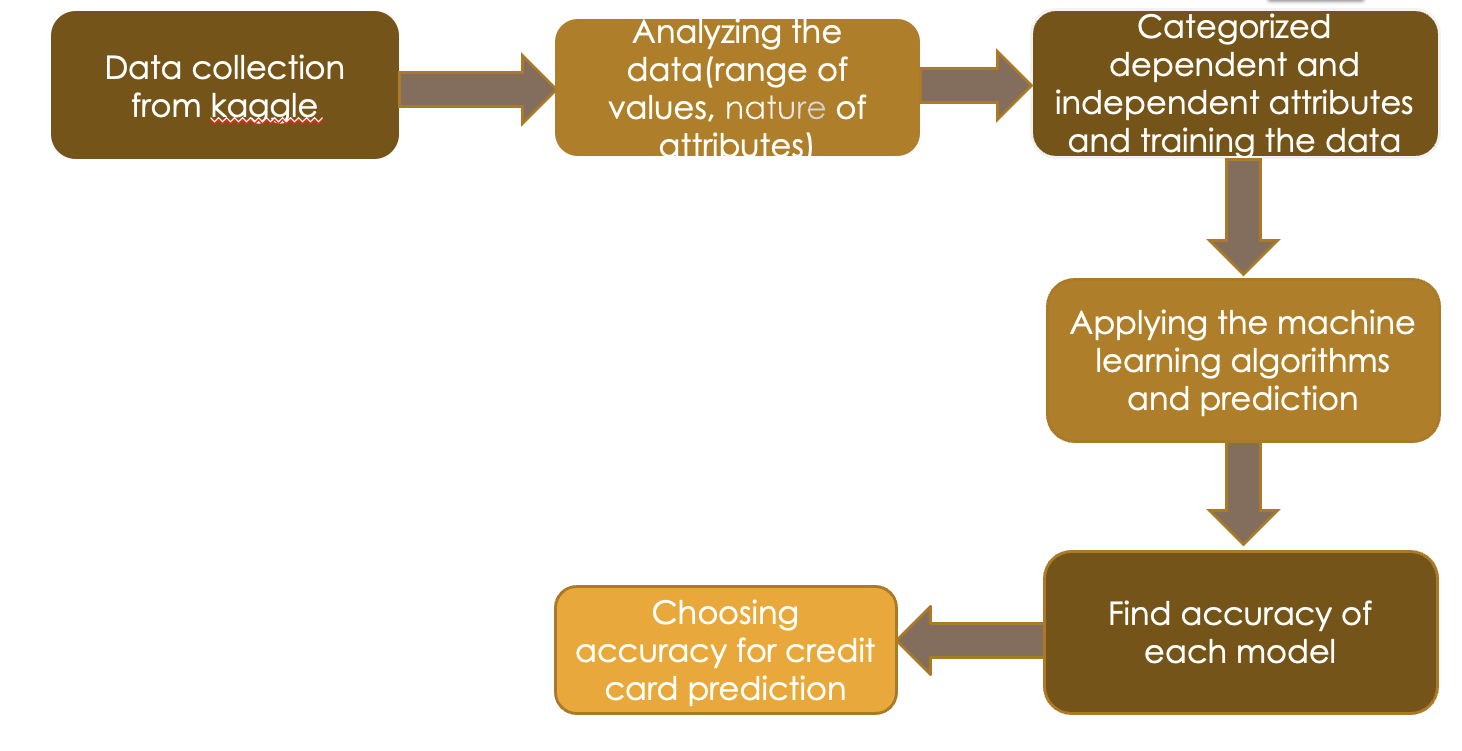 Data collection
from kaggle
Analyzing the
data(range of
values, nature of
attributes)
Categorized
dependent and
independent attributes
and training the data
Applying the machine
learning algorithms
and prediction
Find accuracy of
each model
Choosing
accuracy for credit
card prediction